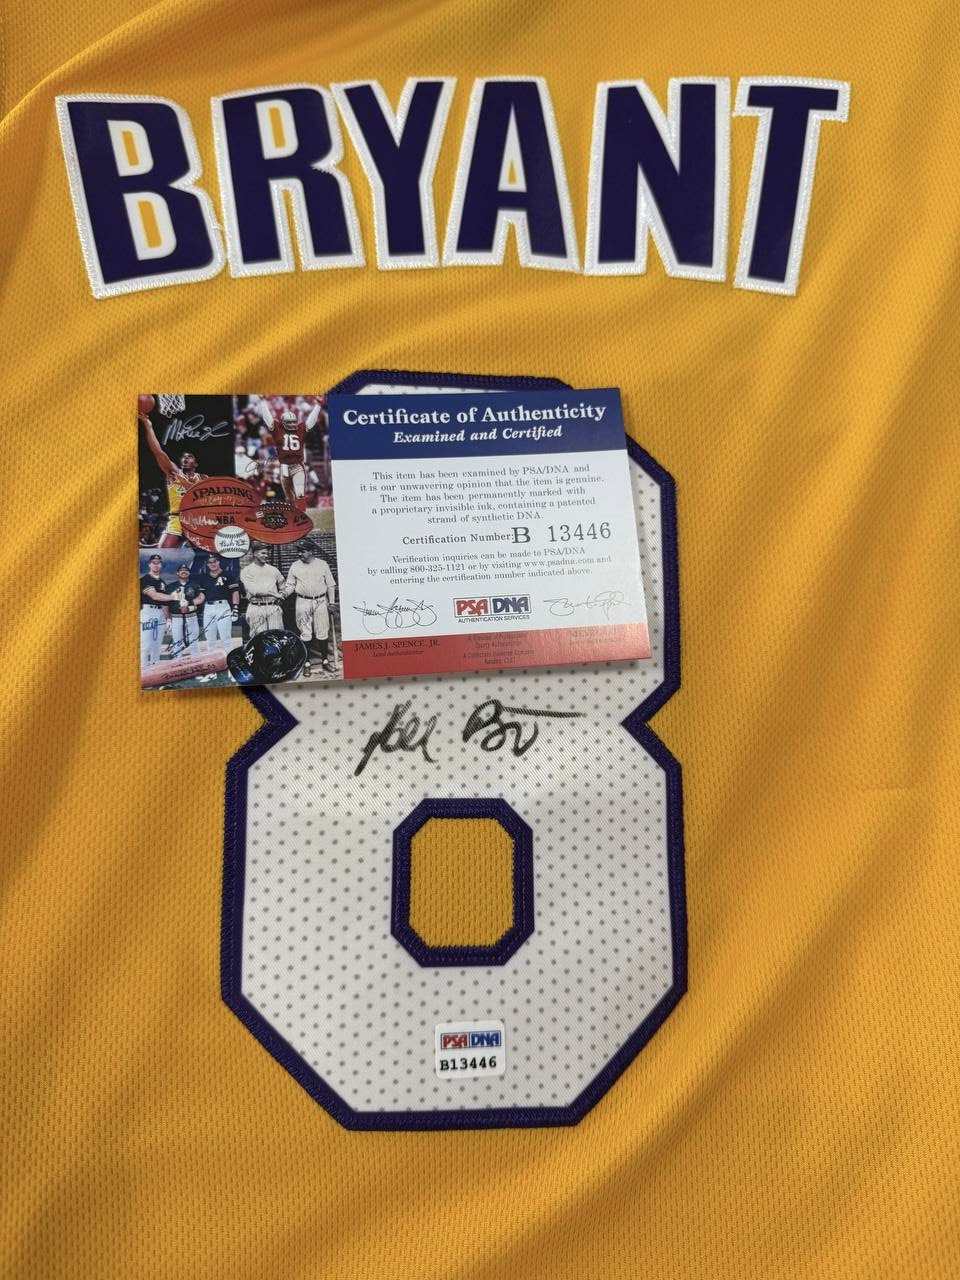 BRYANT
Certificate of Authenticity
Examined and Certified
This item has been examined by PSA/DNA and
it is our unwavering opinion that the item is genuine.
The item has been permanently marked with
a proprietary invisible ink, containing a patented
strand of synthetic DNA.
Certification Number: B 13446
Verification inquiries can be made to PSA/DNA
by calling 800-325-1121 or by visiting www.psadna.com and
entering the certification number indicated above.
PSA DNA
AUTHENTICATION SERVICES
JAMES J. SPENCE, JR.
Lead Authenticator
16
SPALDING
NBA
8
PSA DNA
B13446